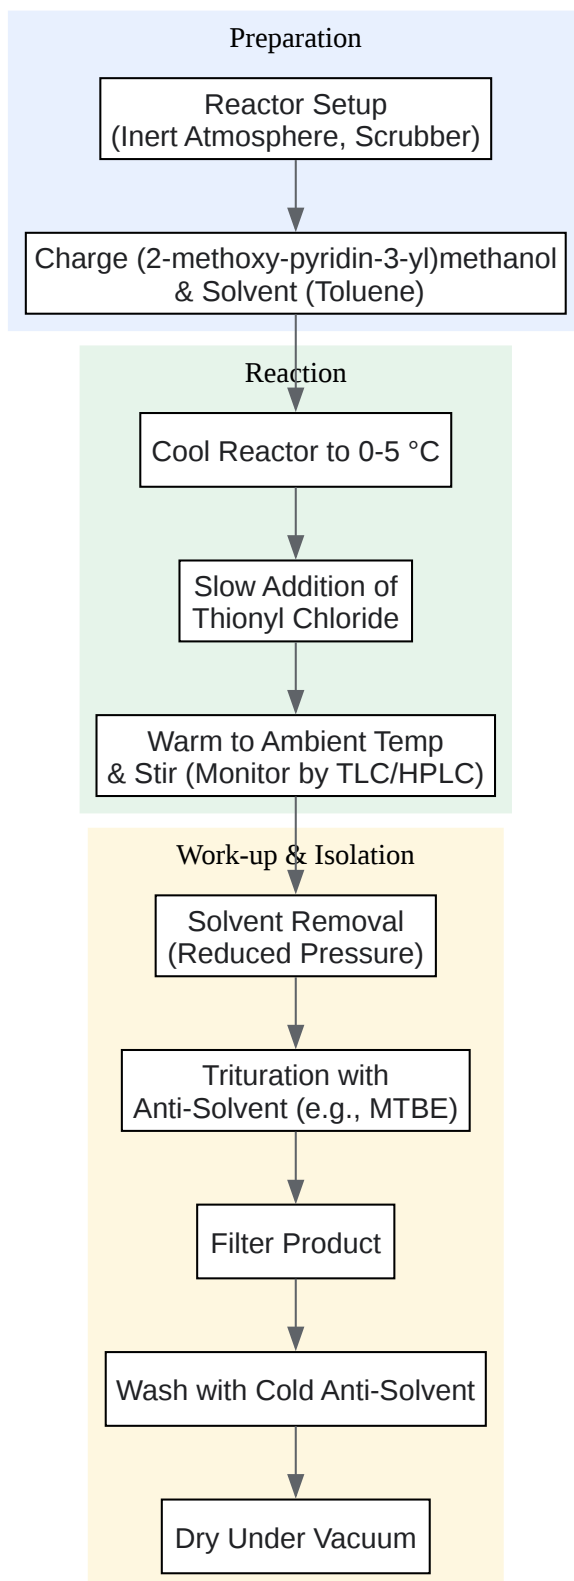 Preparation
Reactor Setup
(Inert Atmosphere, Scrubber)
Charge (2-methoxy-pyridin-3-yl)methanol
& Solvent (Toluene)
Reaction
Cool Reactor to 0-5 °C
Slow Addition of
Thionyl Chloride
Warm to Ambient Temp
& Stir (Monitor by TLC/HPLC)
Work-up & Isolation
Solvent Removal
(Reduced Pressure)
Trituration with
Anti-Solvent (e.g., MTBE)
Filter Product
Wash with Cold Anti-Solvent
Dry Under Vacuum